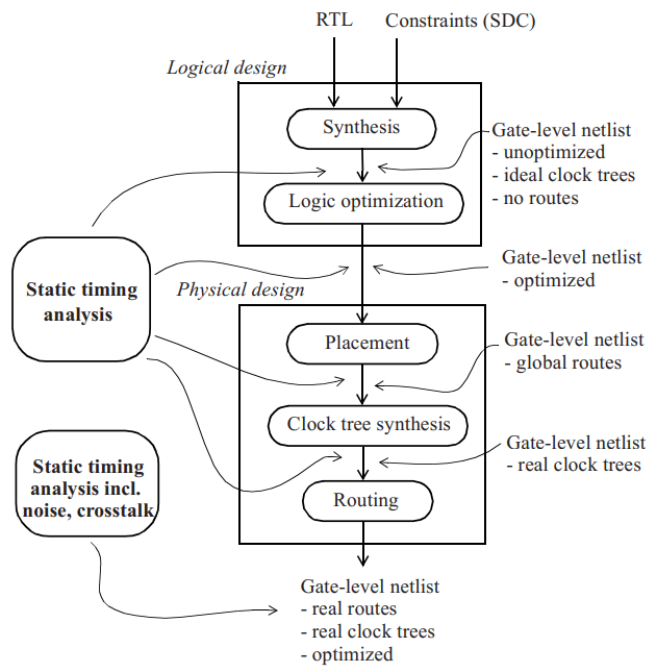 RTL
Constraints (SDC)
Logical design
Synthesis
Gate-level netlist
- unoptimized
- ideal clock trees
- no routes
Logic optimization
Gate-level netlist
- optimized
Static timing
analysis
Physical design
Placement
Gate-level netlist
- global routes
Clock tree synthesis
Gate-level netlist
- real clock trees
Static timing
analysis incl.
noise, crosstalk
Routing
Gate-level netlist
- real routes
- real clock trees
- optimized